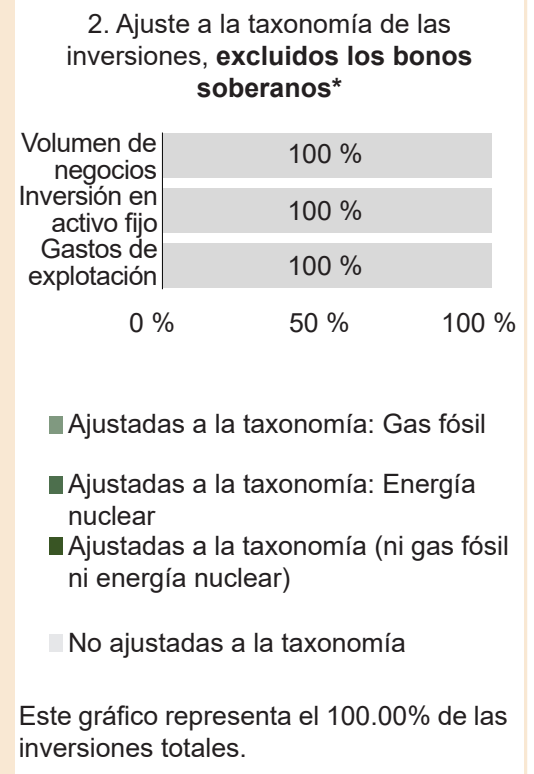 2. Ajuste a la taxonomía de las
inversiones, excluidos los bonos
soberanos*
Volumen de
negocios
100 %
Inversión en
activo fijo
100 %
Gastos de
explotación
100 %
0 % 50 % 100 %
Ajustadas a la taxonomía: Gas fósil
Ajustadas a la taxonomía: Energía
nuclear
Ajustadas a la taxonomía (ni gas fósil
ni energía nuclear)
No ajustadas a la taxonomía
Este gráfico representa el 100.00% de las
inversiones totales.